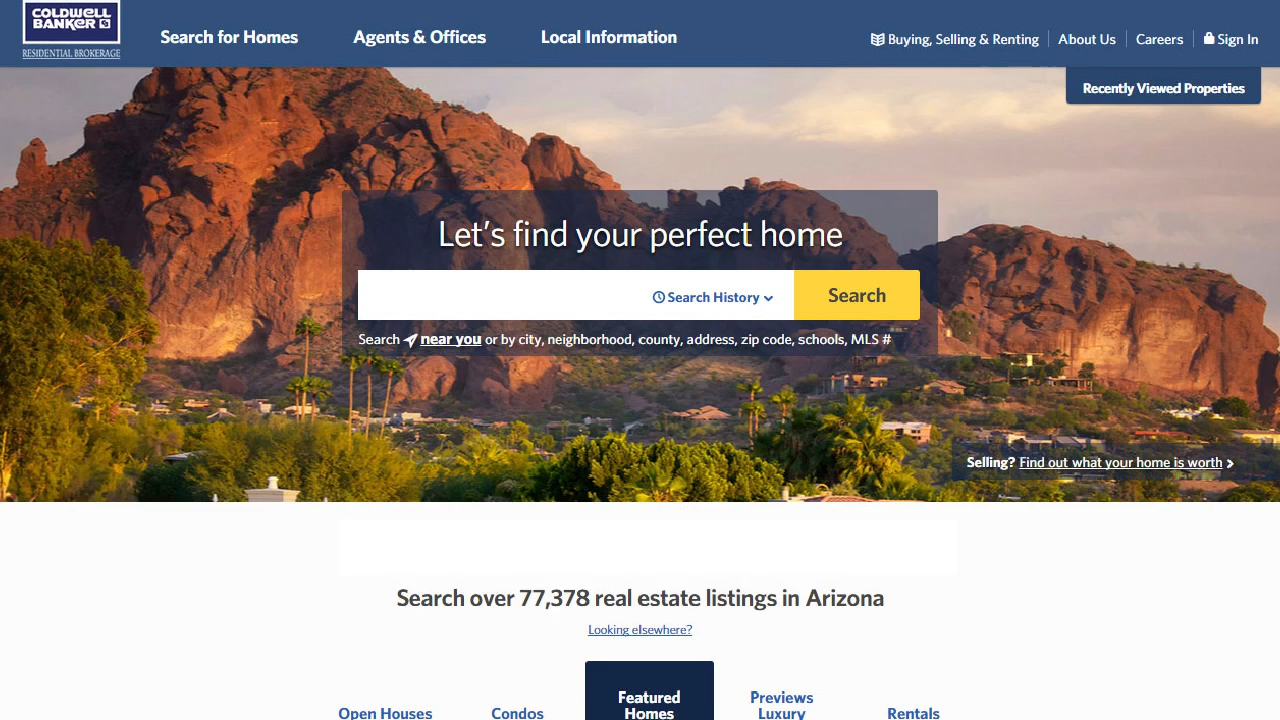 COLDWELL
BANKER
RESIDENTIAL BROKERAGE
Search for Homes
Agents & Offices
Local Information
Buying, Selling & Renting
About Us
Careers
Sign In
Recently Viewed Properties
Let's find your perfect home
Search History
Search
Search near you or by city, neighborhood, county, address, zip code, schools, MLS #
Selling? Find out what your home is worth
Search over 77,378 real estate listings in Arizona
Looking elsewhere?
Open Houses
Condos
Featured
Homes
Previews
Luxury
Rentals